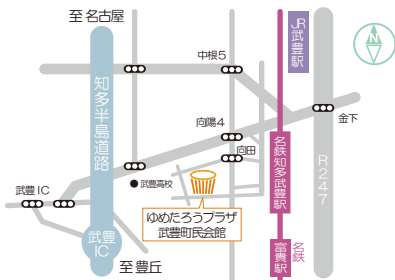 至 名古屋
JR武豊駅
N
中根5
知多半島道路
向陽4
金下
向田
名鉄知多武豊駅
R247
武豊IC
武豊高校
ゆめたろうプラザ
武豊町民会館
武豊
IC
至 豊丘
富貴駅
名鉄